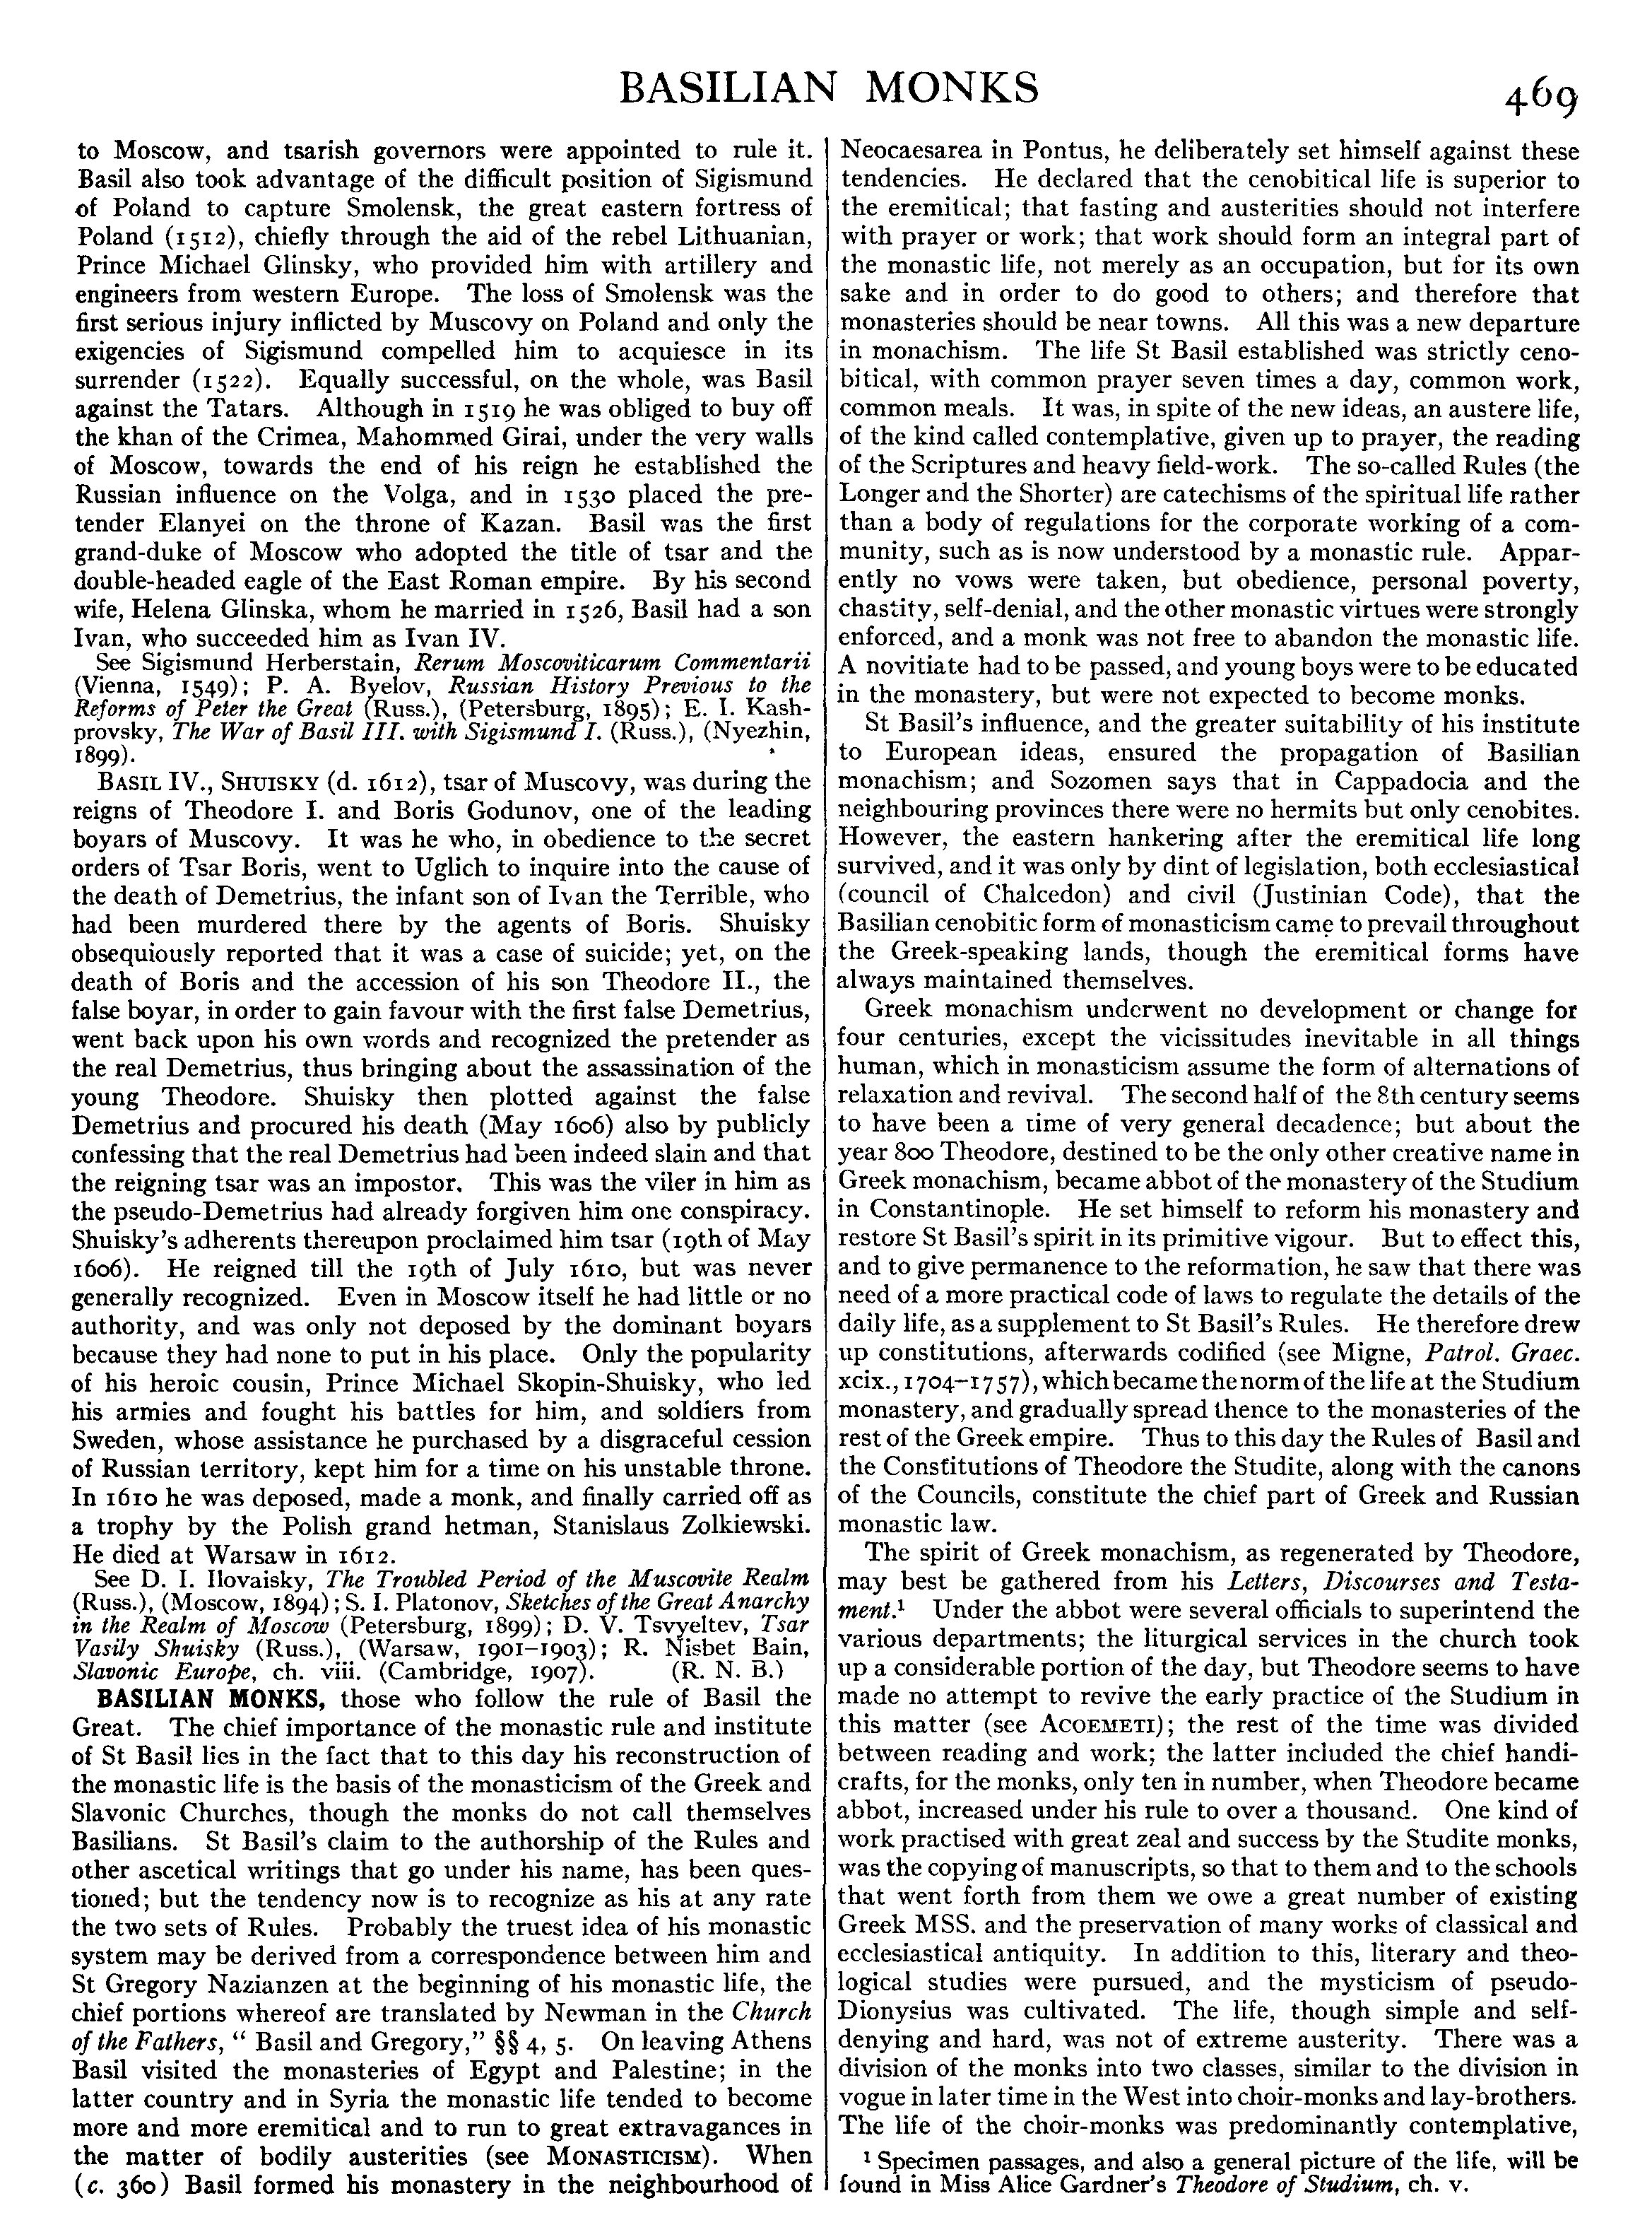 BASILIAN MONKS
469
to Moscow, and tsarish governors were appointed to rule it.
Basil also took advantage of the difficult position of Sigismund
of Poland to capture Smolensk, the great eastern fortress of
Poland (1512), chiefly through the aid of the rebel Lithuanian,
Prince Michael Glinsky, who provided him with artillery and
engineers from western Europe. The loss of Smolensk was the
first serious injury inflicted by Muscovy on Poland and only the
exigencies of Sigismund compelled him to acquiesce in its
surrender (1522). Equally successful, on the whole, was Basil
against the Tatars. Although in 1519 he was obliged to buy off
the khan of the Crimea, Mahommed Girai, under the very walls
of Moscow, towards the end of his reign he established the
Russian influence on the Volga, and in 1530 placed the pre-
tender Elanyei on the throne of Kazan. Basil was the first
grand-duke of Moscow who adopted the title of tsar and the
double-headed eagle of the East Roman empire. By his second
wife, Helena Glinska, whom he married in 1526, Basil had a son
Ivan, who succeeded him as Ivan IV.
See Sigismund Herberstain, Rerum Moscoviticarum Commentarii
(Vienna, 1549); P. A. Byelov, Russian History Previous to the
Reforms of Peter the Great (Russ.), (Petersburg, 1895); E. I. Kash-
provsky, The War of Basil III. with Sigismund I. (Russ.), (Nyezhin,
1899).
BASIL IV., SHUISKY (d. 1612), tsar of Muscovy, was during the
reigns of Theodore I. and Boris Godunov, one of the leading
boyars of Muscovy. It was he who, in obedience to the secret
orders of Tsar Boris, went to Uglich to inquire into the cause of
the death of Demetrius, the infant son of Ivan the Terrible, who
had been murdered there by the agents of Boris. Shuisky
obsequiously reported that it was a case of suicide; yet, on the
death of Boris and the accession of his son Theodore II., the
false boyar, in order to gain favour with the first false Demetrius,
went back upon his own words and recognized the pretender as
the real Demetrius, thus bringing about the assassination of the
young Theodore. Shuisky then plotted against the false
Demetrius and procured his death (May 1606) also by publicly
confessing that the real Demetrius had been indeed slain and that
the reigning tsar was an impostor. This was the viler in him as
the pseudo-Demetrius had already forgiven him one conspiracy.
Shuisky's adherents thereupon proclaimed him tsar (19th of May
1606). He reigned till the 19th of July 1610, but was never
generally recognized. Even in Moscow itself he had little or no
authority, and was only not deposed by the dominant boyars
because they had none to put in his place. Only the popularity
of his heroic cousin, Prince Michael Skopin-Shuisky, who led
his armies and fought his battles for him, and soldiers from
Sweden, whose assistance he purchased by a disgraceful cession
of Russian territory, kept him for a time on his unstable throne.
In 1610 he was deposed, made a monk, and finally carried off as
a trophy by the Polish grand hetman, Stanislaus Zolkiewski.
He died at Warsaw in 1612.
See D. I. Ilovaisky, The Troubled Period of the Muscovite Realm
(Russ.), (Moscow, 1894); S. I. Platonov, Sketches of the Great Anarchy
in the Realm of Moscow (Petersburg, 1899); D. V. Tsvyeltev, Tsar
Vasily Shuisky (Russ.), (Warsaw, 1901–1903); R. Nisbet Bain,
Slavonic Europe, ch. viii. (Cambridge, 1907). (R. N. B.)
BASILIAN MONKS, those who follow the rule of Basil the
Great. The chief importance of the monastic rule and institute
of St Basil lies in the fact that to this day his reconstruction of
the monastic life is the basis of the monasticism of the Greek and
Slavonic Churches, though the monks do not call themselves
Basilians. St Basil's claim to the authorship of the Rules and
other ascetical writings that go under his name, has been ques-
tioned; but the tendency now is to recognize as his at any rate
the two sets of Rules. Probably the truest idea of his monastic
system may be derived from a correspondence between him and
St Gregory Nazianzen at the beginning of his monastic life, the
chief portions whereof are translated by Newman in the Church
of the Fathers, “ Basil and Gregory,” §§ 4, 5. On leaving Athens
Basil visited the monasteries of Egypt and Palestine; in the
latter country and in Syria the monastic life tended to become
more and more eremitical and to run to great extravagances in
the matter of bodily austerities (see MONASTICISM). When
(c. 360) Basil formed his monastery in the neighbourhood of
Neocaesarea in Pontus, he deliberately set himself against these
tendencies. He declared that the cenobitical life is superior to
the eremitical; that fasting and austerities should not interfere
with prayer or work; that work should form an integral part of
the monastic life, not merely as an occupation, but for its own
sake and in order to do good to others; and therefore that
monasteries should be near towns. All this was a new departure
in monachism. The life St Basil established was strictly ceno-
bitical, with common prayer seven times a day, common work,
common meals. It was, in spite of the new ideas, an austere life,
of the kind called contemplative, given up to prayer, the reading
of the Scriptures and heavy field-work. The so-called Rules (the
Longer and the Shorter) are catechisms of the spiritual life rather
than a body of regulations for the corporate working of a com-
munity, such as is now understood by a monastic rule. Appar-
ently no vows were taken, but obedience, personal poverty,
chastity, self-denial, and the other monastic virtues were strongly
enforced, and a monk was not free to abandon the monastic life.
A novitiate had to be passed, and young boys were to be educated
in the monastery, but were not expected to become monks.
St Basil's influence, and the greater suitability of his institute
to European ideas, ensured the propagation of Basilian
monachism; and Sozomen says that in Cappadocia and the
neighbouring provinces there were no hermits but only cenobites.
However, the eastern hankering after the eremitical life long
survived, and it was only by dint of legislation, both ecclesiastical
(council of Chalcedon) and civil (Justinian Code), that the
Basilian cenobitic form of monasticism came to prevail throughout
the Greek-speaking lands, though the eremitical forms have
always maintained themselves.
Greek monachism underwent no development or change for
four centuries, except the vicissitudes inevitable in all things
human, which in monasticism assume the form of alternations of
relaxation and revival. The second half of the 8th century seems
to have been a time of very general decadence; but about the
year 800 Theodore, destined to be the only other creative name in
Greek monachism, became abbot of the monastery of the Studium
in Constantinople. He set himself to reform his monastery and
restore St Basil's spirit in its primitive vigour. But to effect this,
and to give permanence to the reformation, he saw that there was
need of a more practical code of laws to regulate the details of the
daily life, as a supplement to St Basil's Rules. He therefore drew
up constitutions, afterwards codified (see Migne, Patrol. Graec.
xcix., 1704–1757), which became the norm of the life at the Studium
monastery, and gradually spread thence to the monasteries of the
rest of the Greek empire. Thus to this day the Rules of Basil and
the Constitutions of Theodore the Studite, along with the canons
of the Councils, constitute the chief part of Greek and Russian
monastic law.
The spirit of Greek monachism, as regenerated by Theodore,
may best be gathered from his Letters, Discourses and Testa-
ment.¹ Under the abbot were several officials to superintend the
various departments; the liturgical services in the church took
up a considerable portion of the day, but Theodore seems to have
made no attempt to revive the early practice of the Studium in
this matter (see ACOEMETI); the rest of the time was divided
between reading and work; the latter included the chief handi-
crafts, for the monks, only ten in number, when Theodore became
abbot, increased under his rule to over a thousand. One kind of
work practised with great zeal and success by the Studite monks,
was the copying of manuscripts, so that to them and to the schools
that went forth from them we owe a great number of existing
Greek MSS. and the preservation of many works of classical and
ecclesiastical antiquity. In addition to this, literary and theo-
logical studies were pursued, and the mysticism of pseudo-
Dionysius was cultivated. The life, though simple and self-
denying and hard, was not of extreme austerity. There was a
division of the monks into two classes, similar to the division in
vogue in later time in the West into choir-monks and lay-brothers.
The life of the choir-monks was predominantly contemplative,
¹ Specimen passages, and also a general picture of the life, will be
found in Miss Alice Gardner's Theodore of Studium, ch. v.